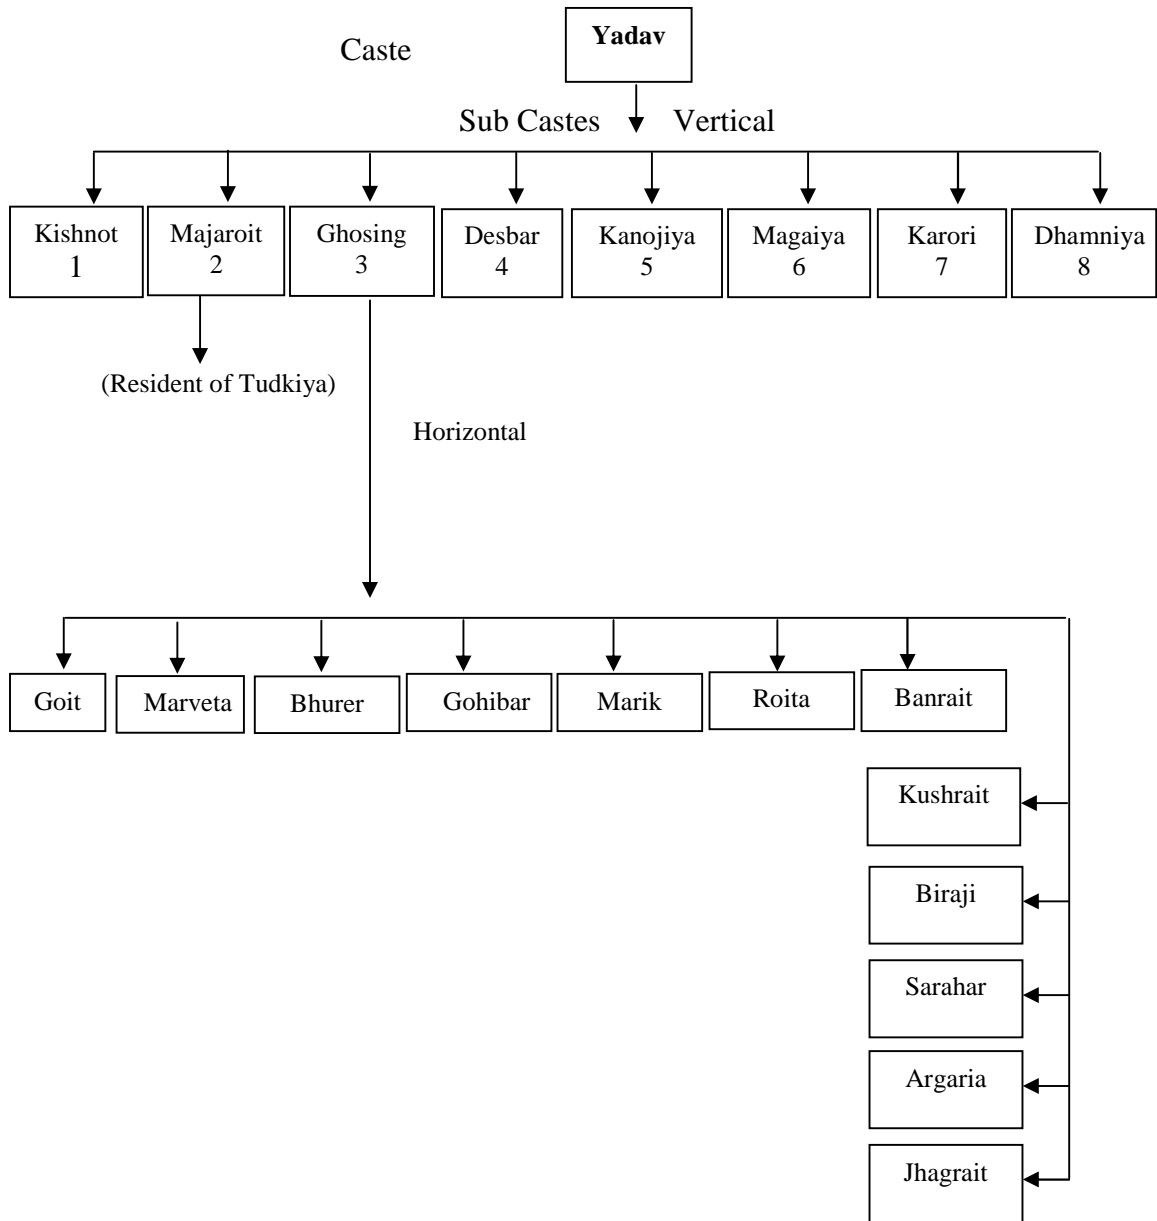 Yadav
Caste
Sub Castes Vertical
Kishnot
1
Majaroit
2
Ghosing
3
Desbar
4
Kanojiya
5
Magaiya
6
Karori
7
Dhamniya
8
(Resident of Tudkiya)
Horizontal
Goit
Marveta
Bhurer
Gohibar
Marik
Roita
Banrait
Kushrait
Biraji
Sarahar
Argaria
Jhagrait